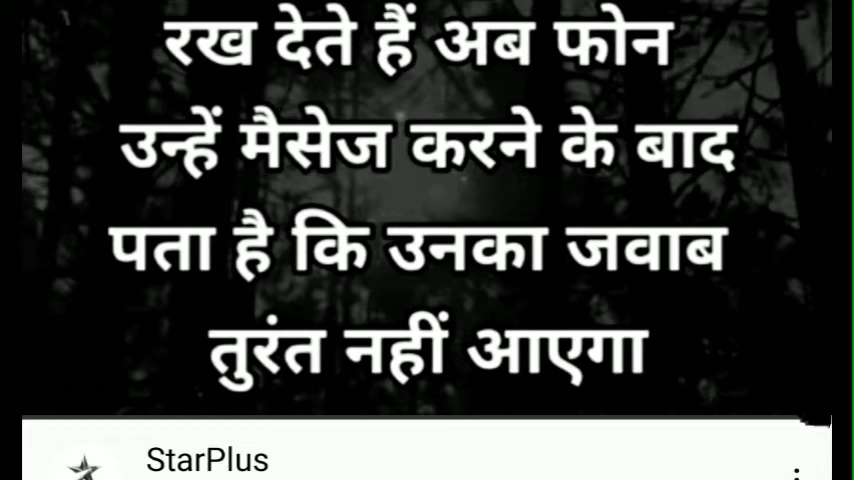 रख देते हैं अब फोन
उन्हें मैसेज करने के बाद
पता है कि उनका जवाब
तुरंत नहीं आएगा
StarPlus